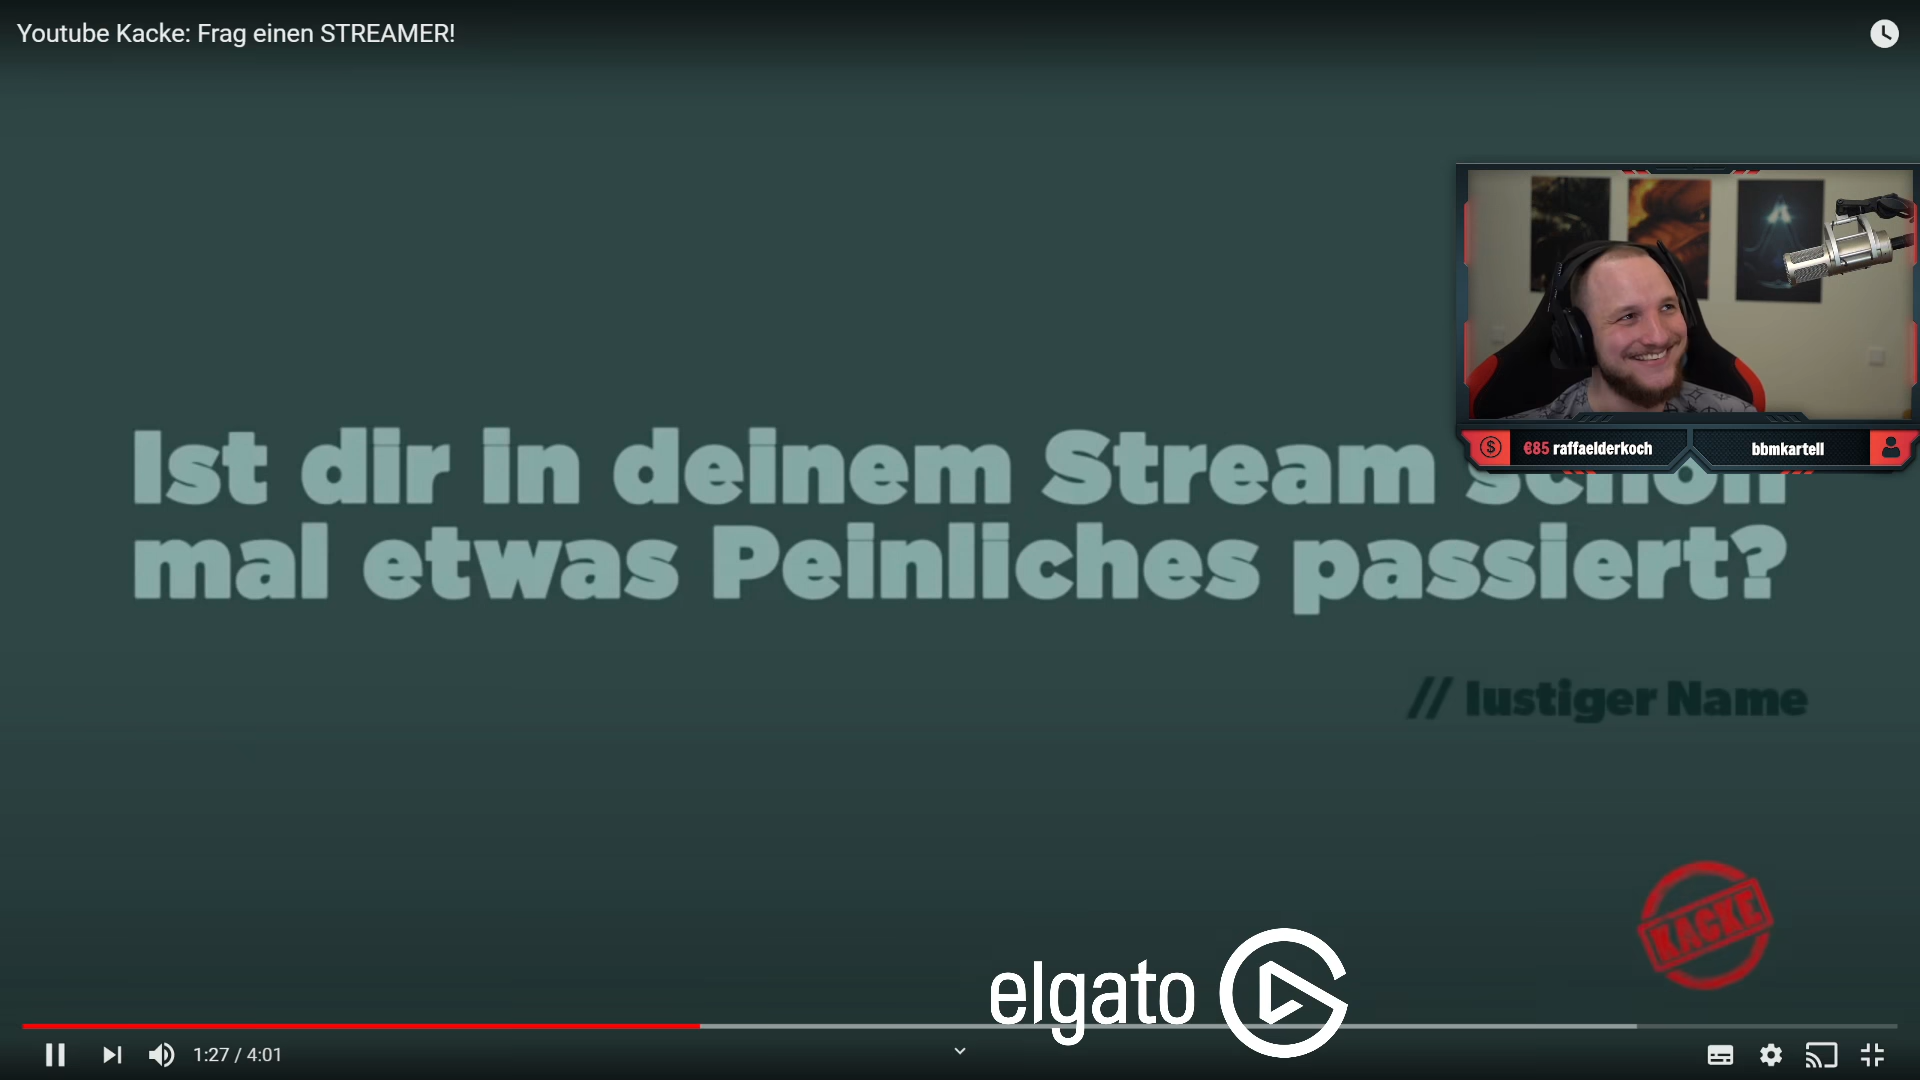 Youtube Kacke: Frag einen STREAMER!
€85 raffaelderkoch
bbmkartell
Ist dir in deinem Stream schon
mal etwas Peinliches passiert?
// lustiger Name
KACKE
elgato
1:27 / 4:01